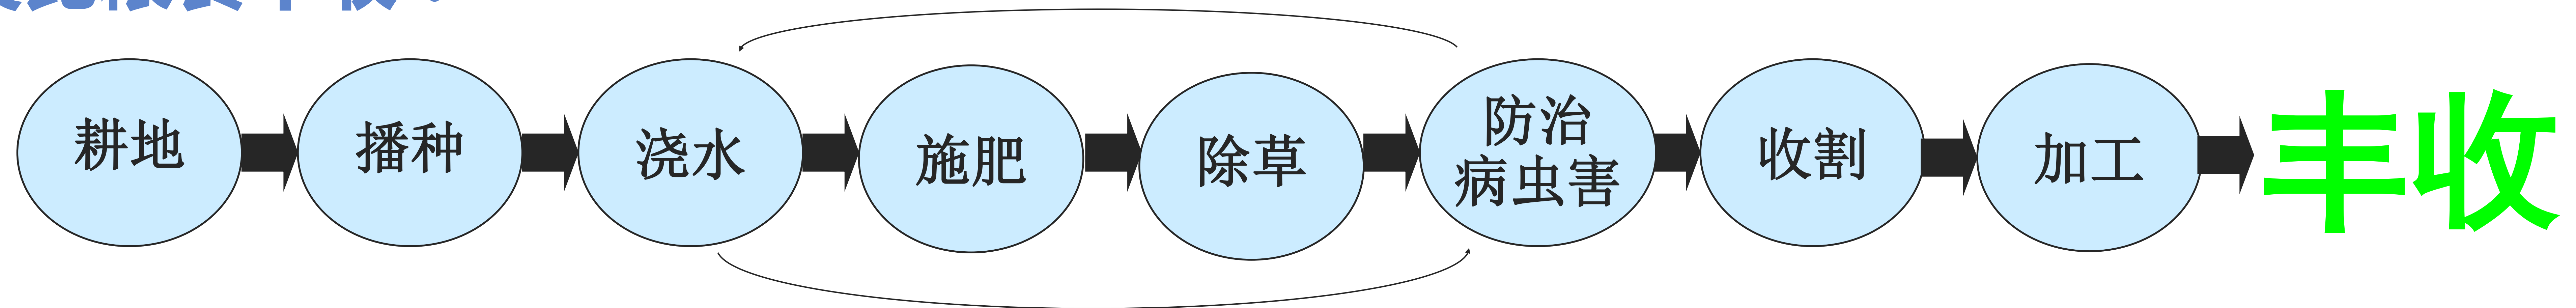 耕地
播种
浇水
施肥
除草
防治
病虫害
收割
加工
丰收